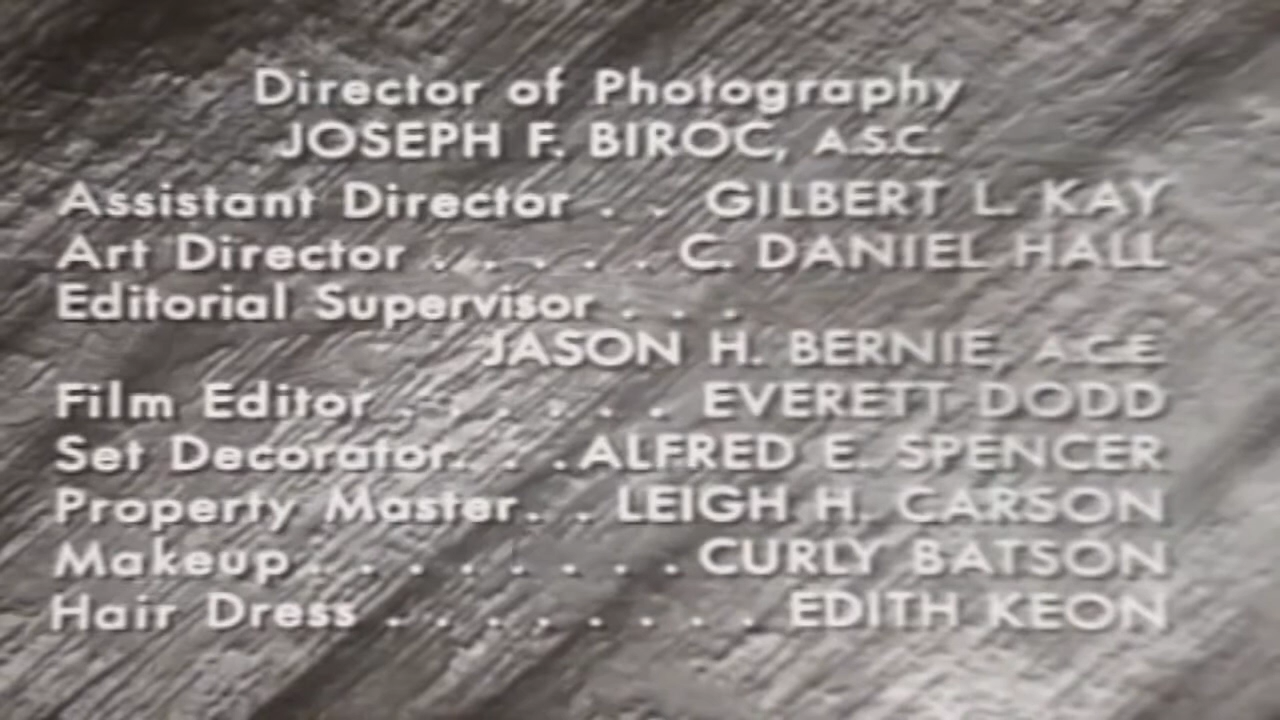 Director of Photography
JOSEPH F. BIROC, A.S.C.
Assistant Director . . GILBERT L. KAY
Art Director . . . . . C. DANIEL HALL
Editorial Supervisor . . .
JASON H. BERNIE, A.C.E
Film Editor . . . . . . EVERETT DODD
Set Decorator. . . ALFRED E. SPENCER
Property Master. . LEIGH H. CARSON
Makeup . . . . . . . . CURLY BATSON
Hair Dress . . . . . . . . EDITH KEON